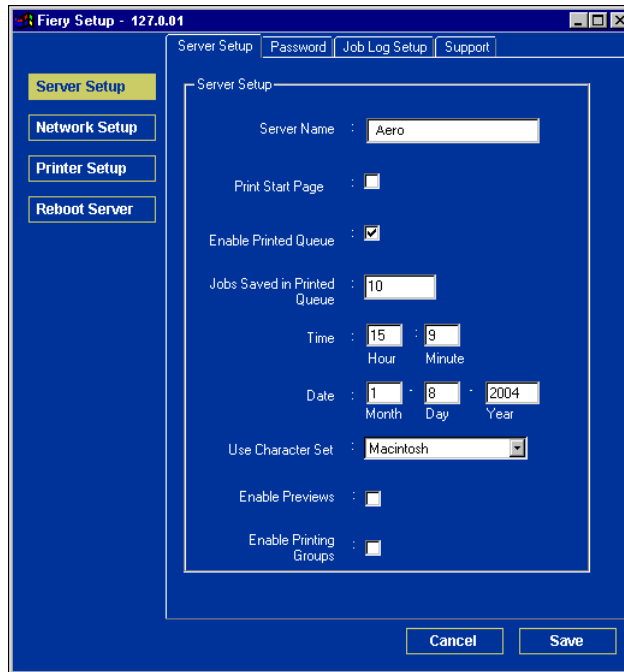 Fiery Setup - 127.0.01
Server Setup Password Job Log Setup Support
Server Setup
Network Setup
Printer Setup
Reboot Server
Server Setup
Server Name : Aero
Print Start Page :
Enable Printed Queue :
Jobs Saved in Printed : 10
Queue
Time : 15 : 9
Hour Minute
Date : 1 - 8 - 2004
Month Day Year
Use Character Set : Macintosh
Enable Previews :
Enable Printing :
Groups
Cancel Save